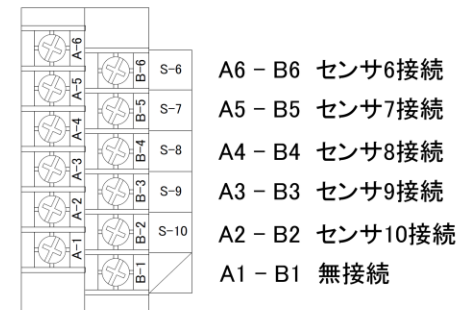 A-6
B-6 S-6 A6 - B6 センサ6接続
A-5
B-5 S-7 A5 - B5 センサ7接続
A-4
B-4 S-8 A4 - B4 センサ8接続
A-3
B-3 S-9 A3 - B3 センサ9接続
A-2
B-2 S-10 A2 - B2 センサ10接続
A-1
B-1 A1 - B1 無接続